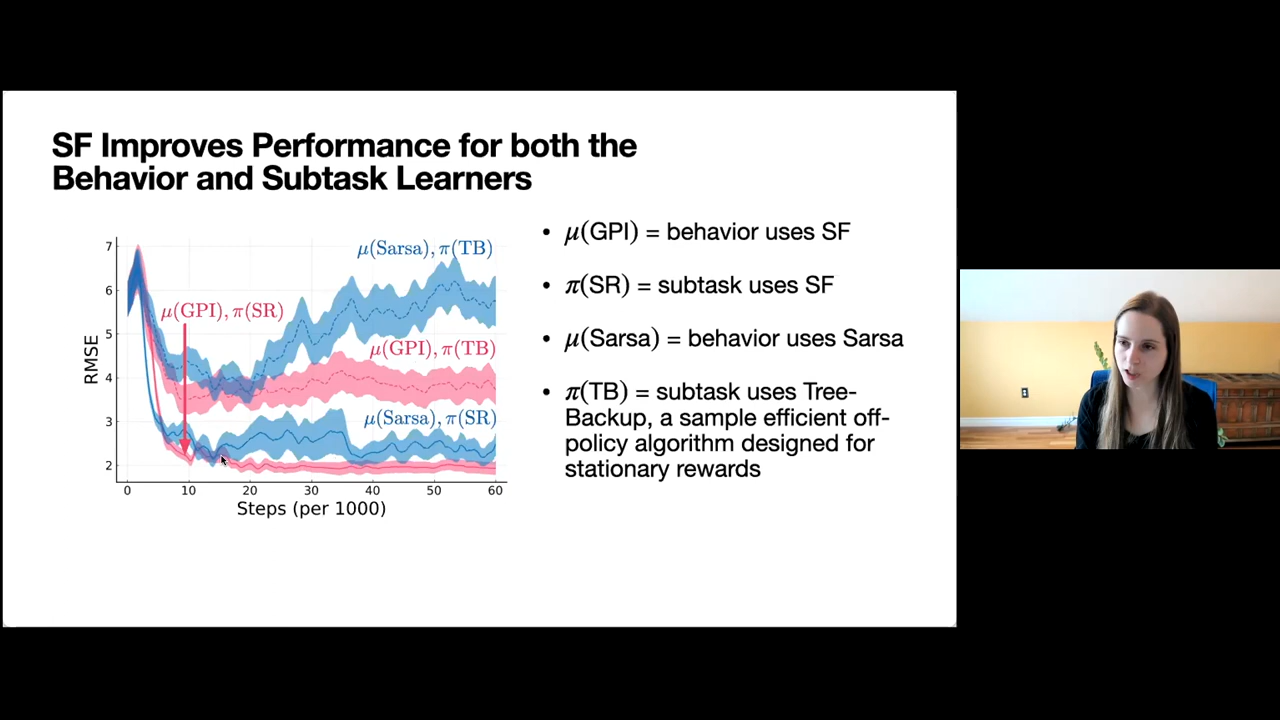 SF Improves Performance for both the
Behavior and Subtask Learners
7
6
5
4
3
2
RMSE
μ(Sarsa), π(TB)
μ(GPI), π(SR)
μ(GPI), π(TB)
μ(Sarsa), π(SR)
0 10 20 30 40 50 60
Steps (per 1000)
• μ(GPI) = behavior uses SF
• π(SR) = subtask uses SF
• μ(Sarsa) = behavior uses Sarsa
• π(TB) = subtask uses Tree-
Backup, a sample efficient off-
policy algorithm designed for
stationary rewards